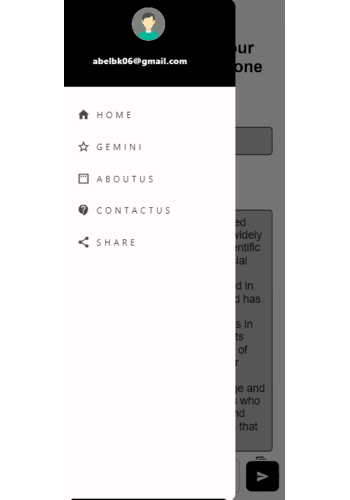 our
one
abelbk06@gmail.com
HOME
GEMINI
ABOUTUS
CONTACTUS
SHARE
ed
widely
entific
ial
d in
d has
s in
ts
of
r
ge and
who
nd
that